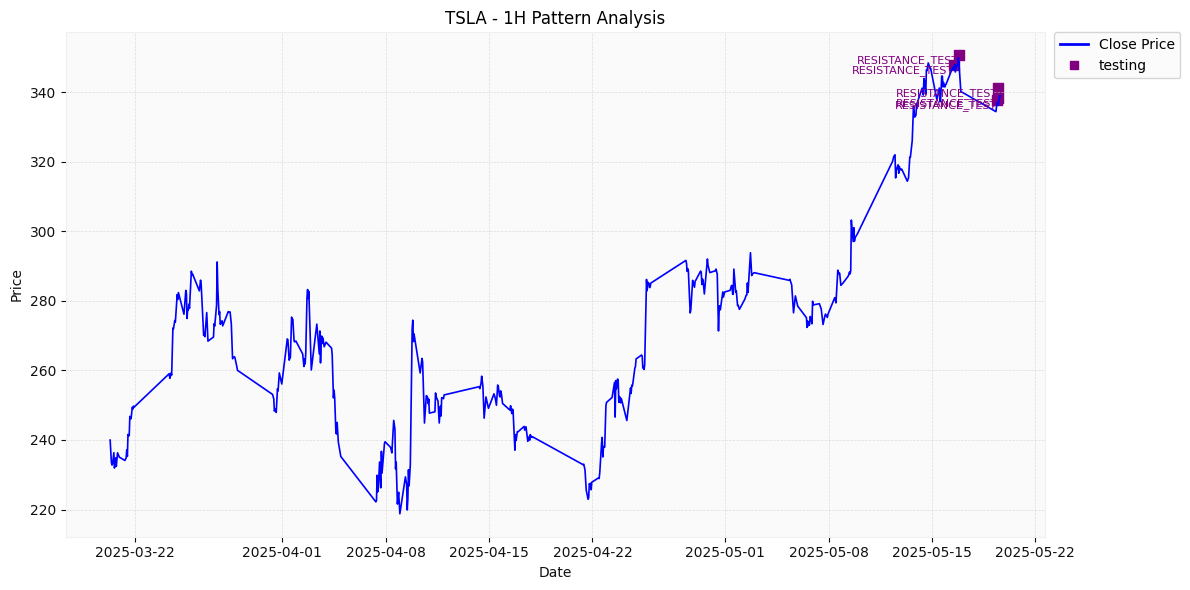 TSLA - 1H Pattern Analysis
Close Price
testing
RESISTANCE_TEST
RESISTANCE_TEST
RESISTANCE_TEST
RESISTANCE_TEST
RESISTANCE_TEST
340
320
300
280
260
240
220
Price
2025-03-22
2025-04-01
2025-04-08
2025-04-15
2025-04-22
2025-05-01
2025-05-08
2025-05-15
2025-05-22
Date